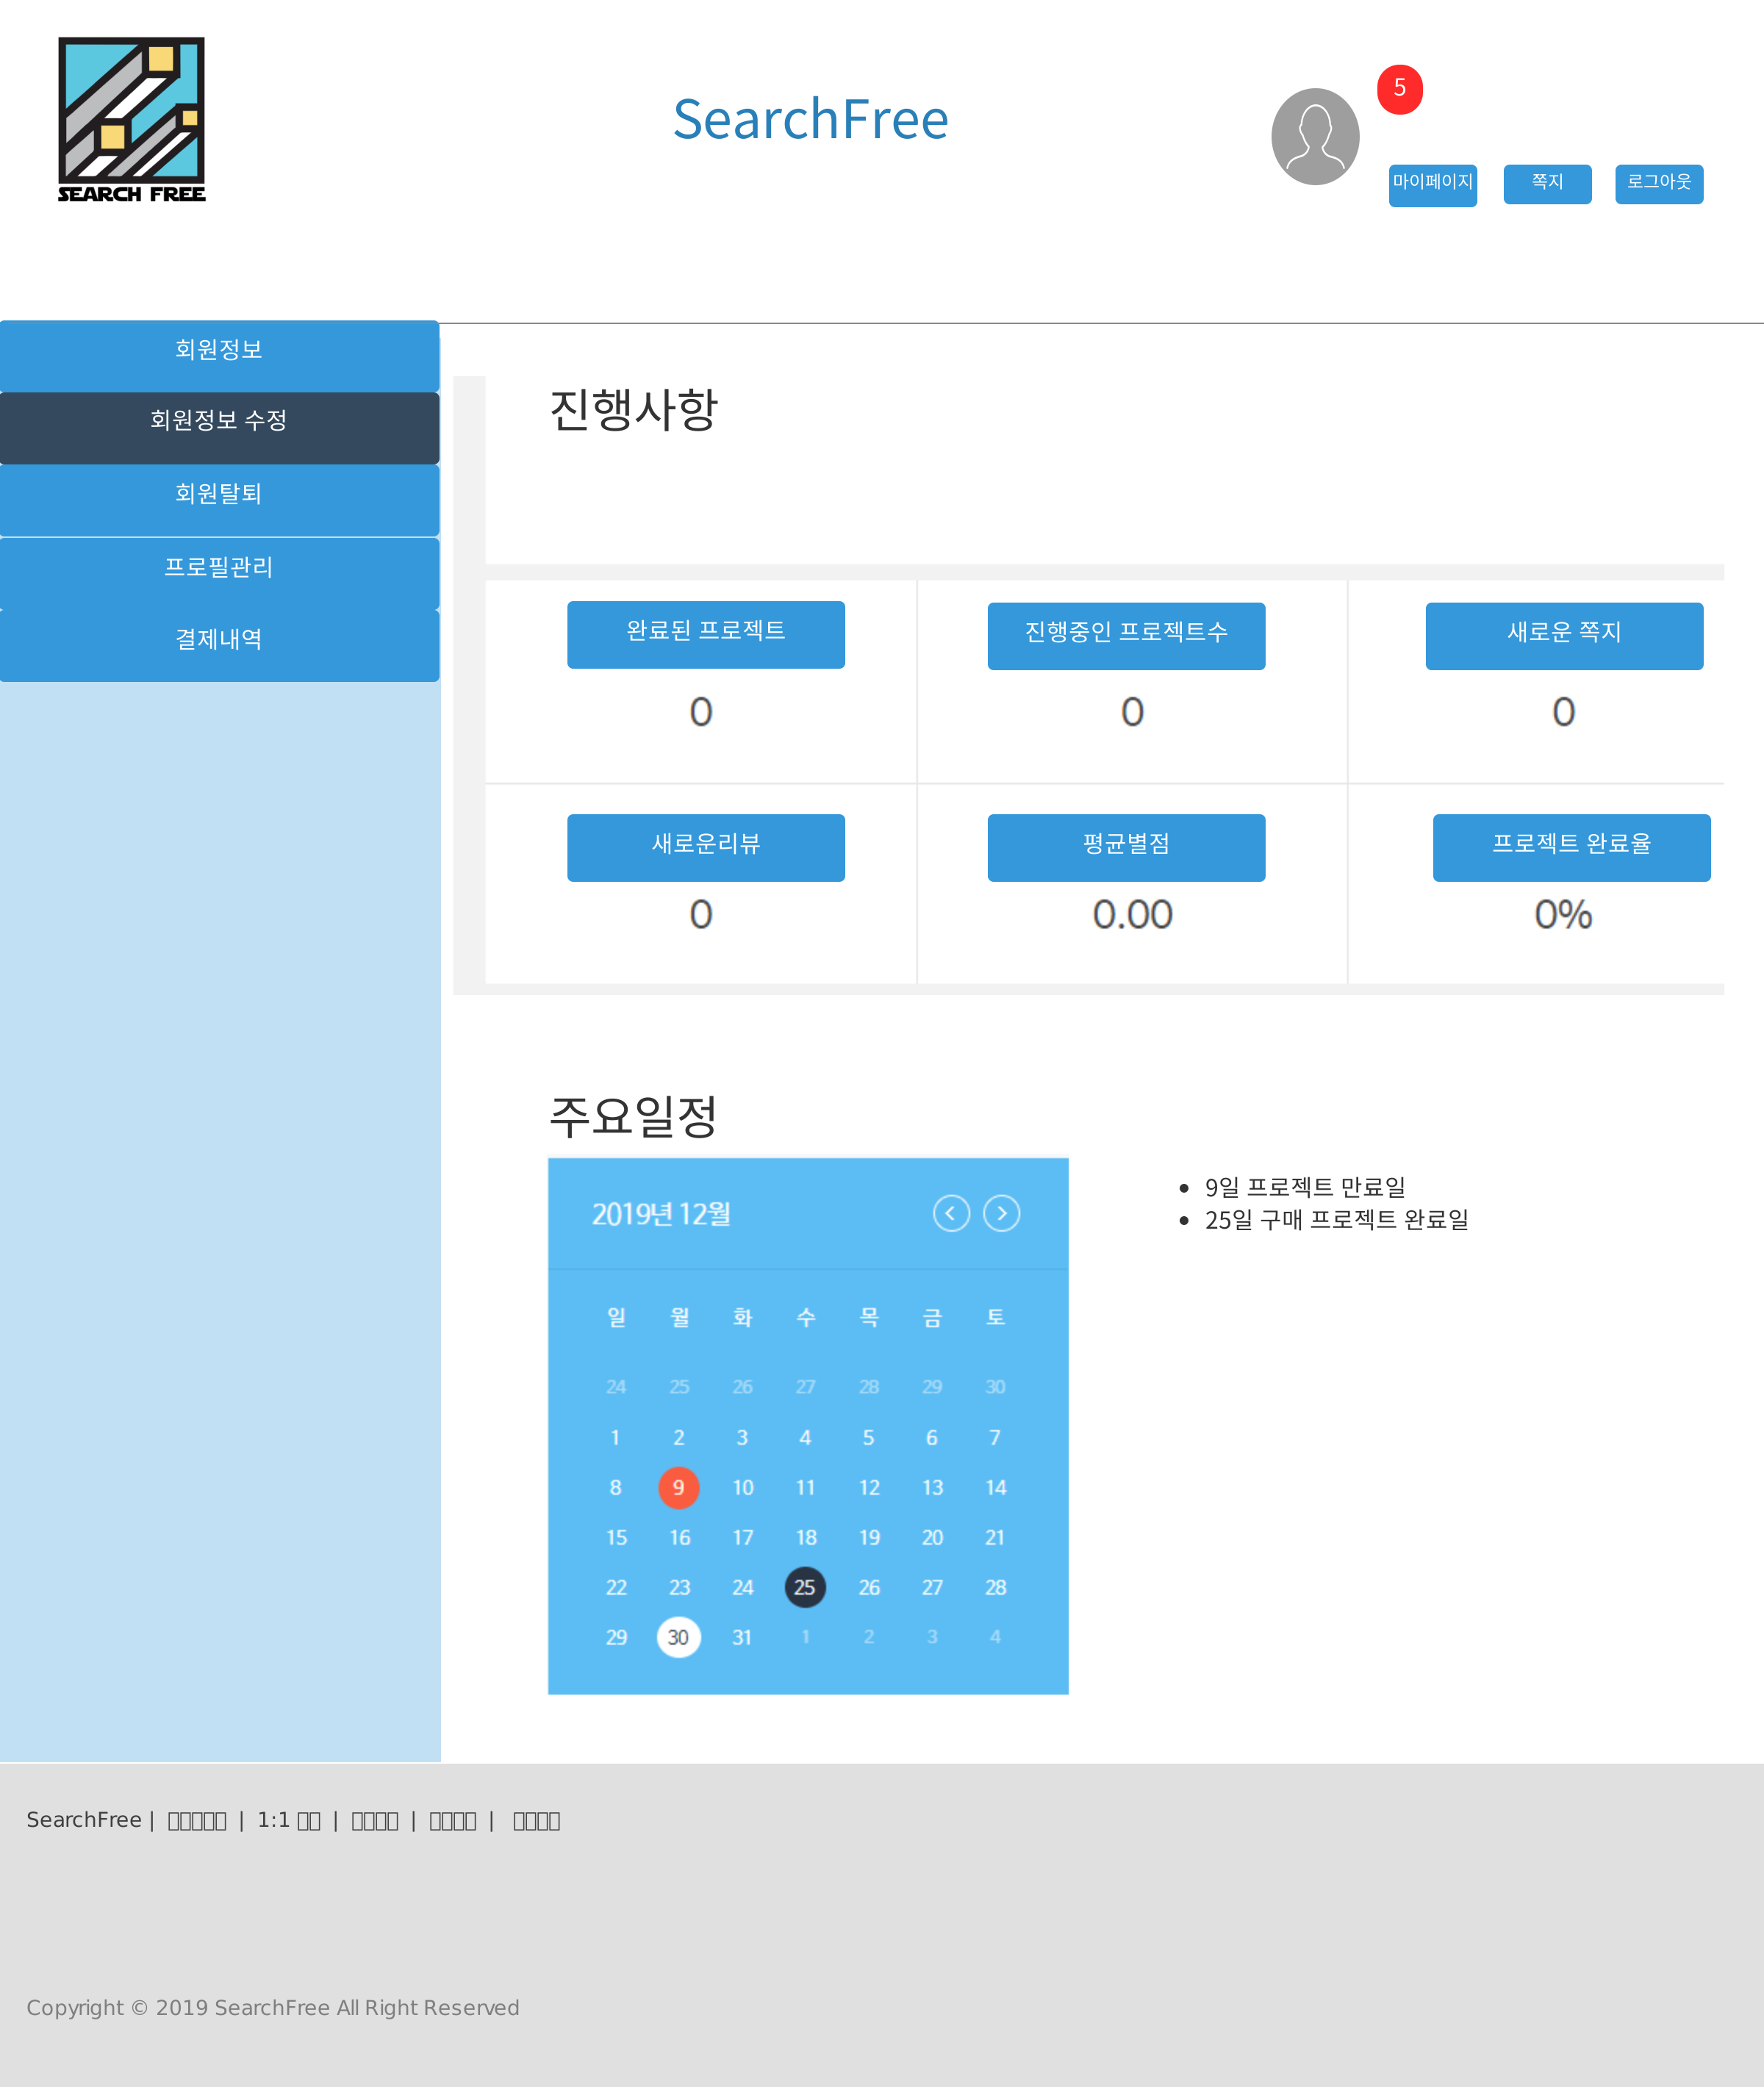 SEARCH FREE
SearchFree
5
마이페이지 쪽지 로그아웃
회원정보
회원정보 수정
회원탈퇴
프로필관리
결제내역
진행사항
완료된 프로젝트 진행중인 프로젝트수 새로운 쪽지
0 0 0
새로운리뷰 평균별점 프로젝트 완료율
0 0.00 0%
주요일정
2019년 12월
일 월 화 수 목 금 토
24 25 26 27 28 29 30
1 2 3 4 5 6 7
8 9 10 11 12 13 14
15 16 17 18 19 20 21
22 23 24 25 26 27 28
29 30 31 1 2 3 4
9일 프로젝트 만료일
25일 구매 프로젝트 완료일
SearchFree | | 1:1 | | |
Copyright © 2019 SearchFree All Right Reserved